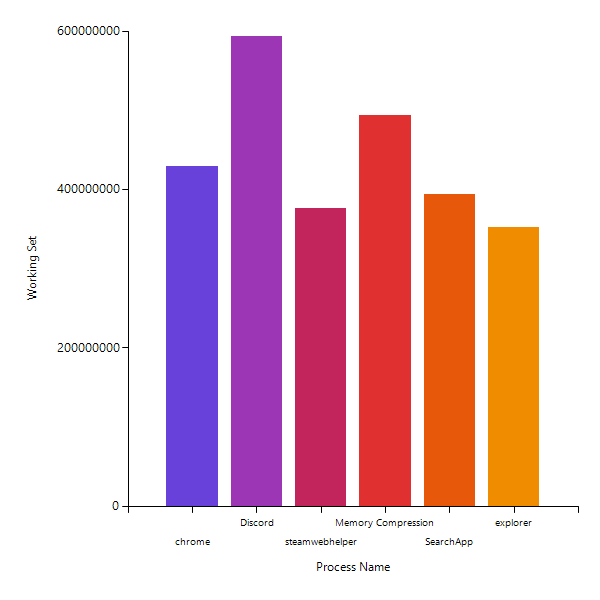 600000000
400000000
200000000
0
Working Set
Discord
Memory Compression
explorer
chrome
steamwebhelper
SearchApp
Process Name